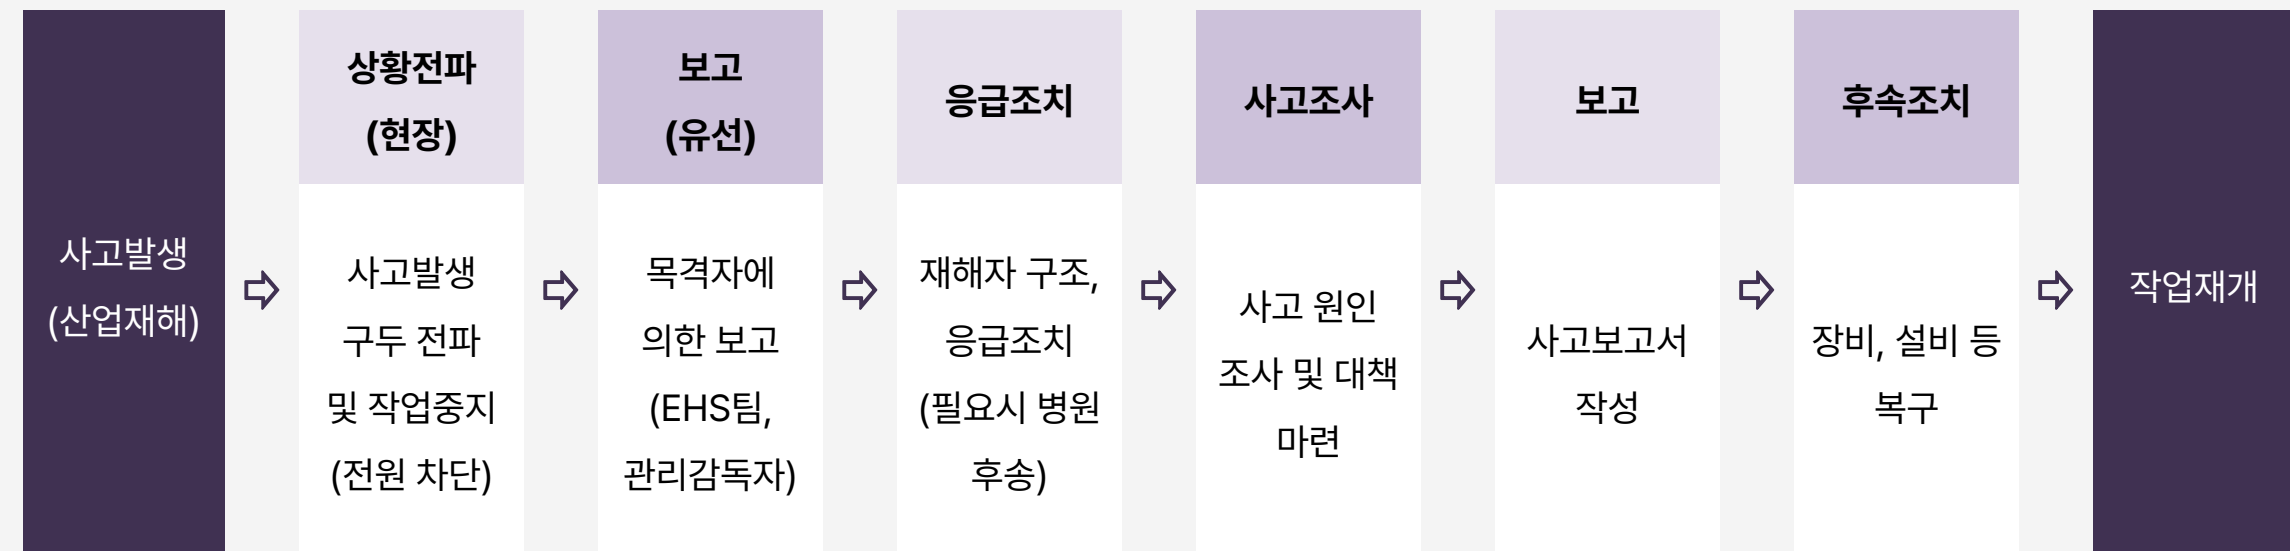 사고발생
(산업재해)
상황전파
(현장)
사고발생
구두 전파
및 작업중지
(전원 차단)
보고
(유선)
목격자에
의한 보고
(EHS팀,
관리감독자)
응급조치
재해자 구조,
응급조치
(필요시 병원
후송)
사고조사
사고 원인
조사 및 대책
마련
보고
사고보고서
작성
후속조치
장비, 설비 등
복구
작업재개